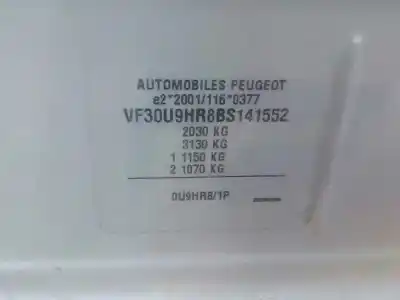 AUTOMOBILES PEUGEOT
e2*2001/116*0377
VF30U9HR8BS141552
2030 KG
3130 KG
1 1150 KG
2 1070 KG
0U9HR8/1P